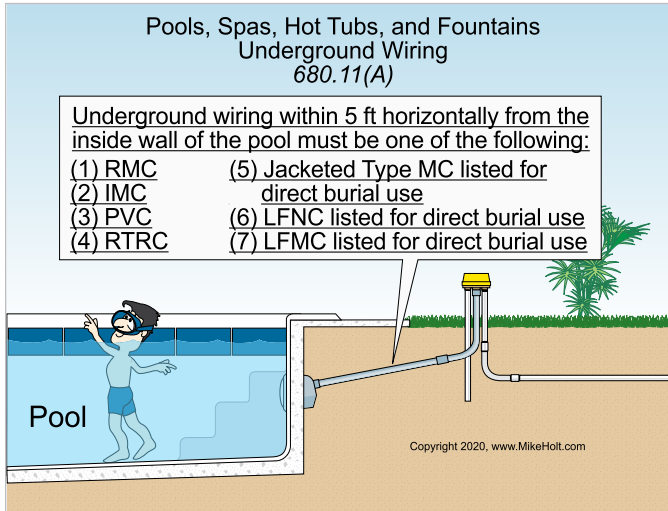 Pools, Spas, Hot Tubs, and Fountains
Underground Wiring
680.11(A)
Underground wiring within 5 ft horizontally from the
inside wall of the pool must be one of the following:
(1) RMC
(2) IMC
(3) PVC
(4) RTRC
(5) Jacketed Type MC listed for
direct burial use
(6) LFNC listed for direct burial use
(7) LFMC listed for direct burial use
Pool
Copyright 2020, www.MikeHolt.com